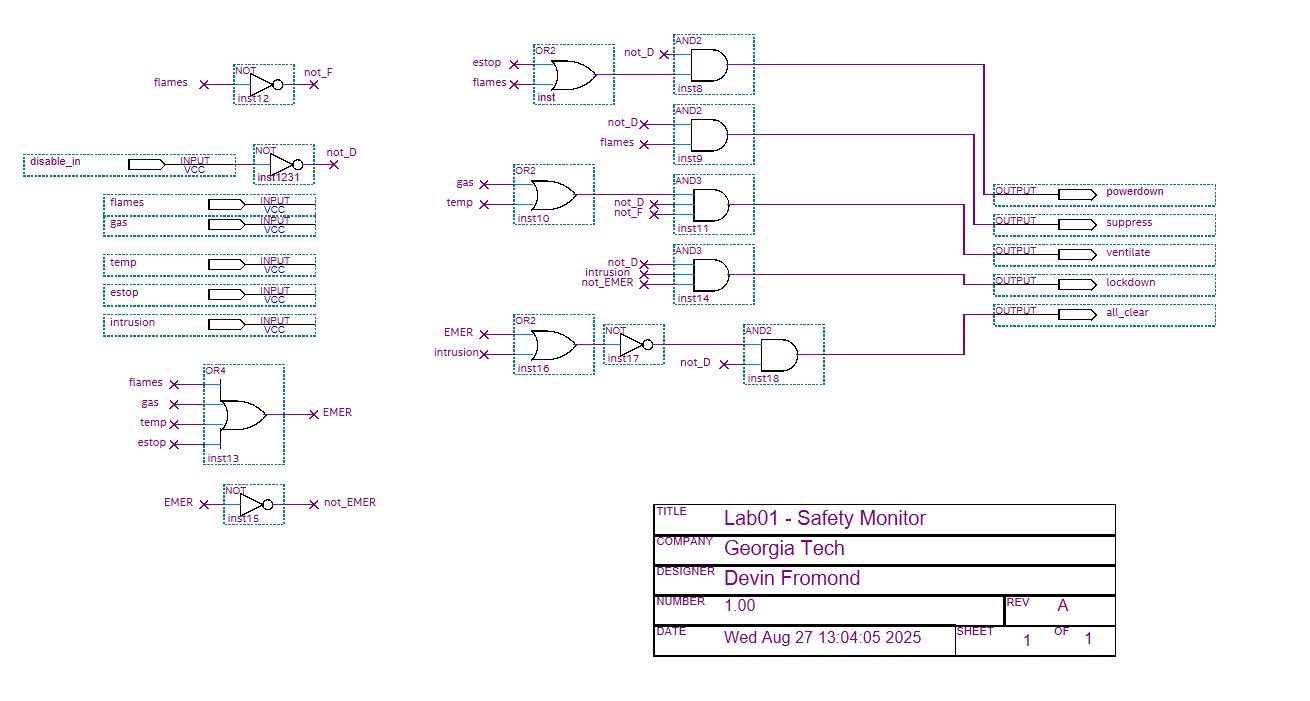 NOT
flames
not_F
inst12
disable_in
INPUT
VCC
NOT
not_D
inst1231
flames
INPUT
VCC
gas
INPUT
VCC
temp
INPUT
VCC
estop
INPUT
VCC
intrusion
INPUT
VCC
OR4
flames
gas
temp
estop
EMER
inst13
NOT
EMER
not_EMER
inst15
OR2
estop
flames
inst
AND2
not_D
inst8
AND2
not_D
flames
inst9
OR2
gas
temp
inst10
AND3
not_D
not_F
inst11
AND3
not_D
intrusion
not_EMER
inst14
OR2
EMER
intrusion
inst16
NOT
inst17
AND2
not_D
inst18
OUTPUT
powerdown
OUTPUT
suppress
OUTPUT
ventilate
OUTPUT
lockdown
OUTPUT
all_clear
TITLE Lab01 - Safety Monitor
COMPANY Georgia Tech
DESIGNER Devin Fromond
NUMBER 1.00 REV A
DATE Wed Aug 27 13:04:05 2025 SHEET 1 OF 1